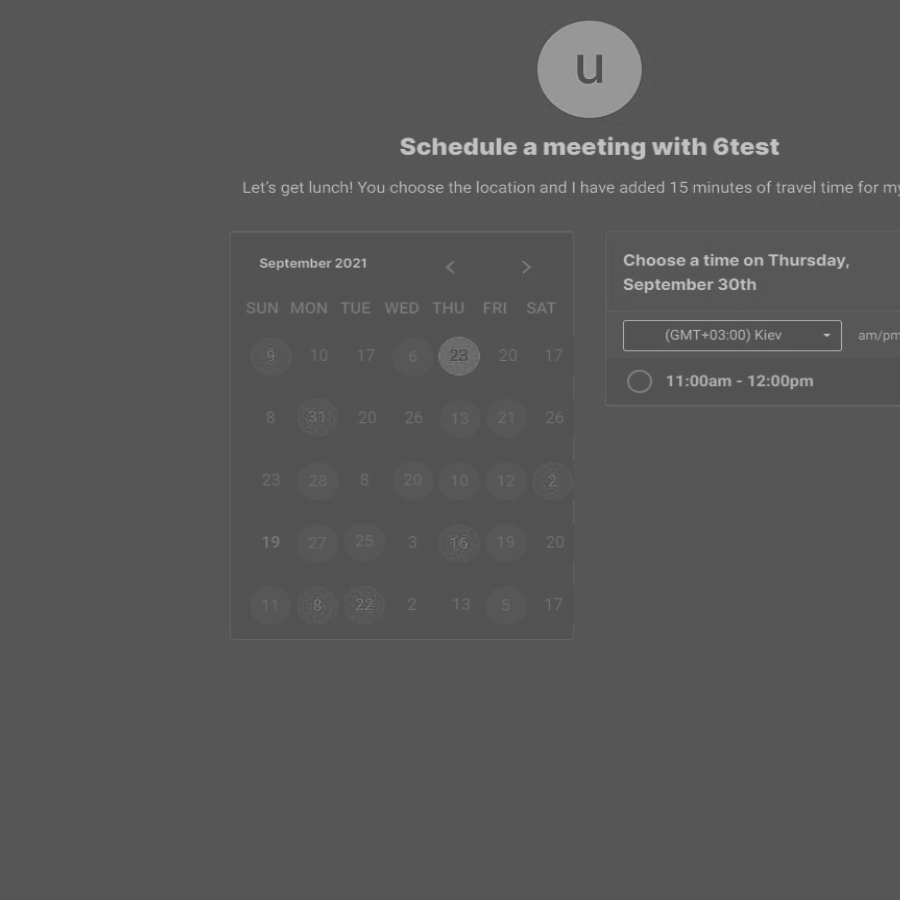 u
Schedule a meeting with 6test
Let's get lunch! You choose the location and I have added 15 minutes of travel time for my
September 2021
SUN MON TUE WED THU FRI SAT
9 10 17 6 23 20 17
8 31 20 26 13 21 26
23 28 8 20 10 12 2
19 27 25 3 16 19 20
11 8 22 2 13 5 17
Choose a time on Thursday,
September 30th
(GMT+03:00) Kiev am/pm
11:00am - 12:00pm